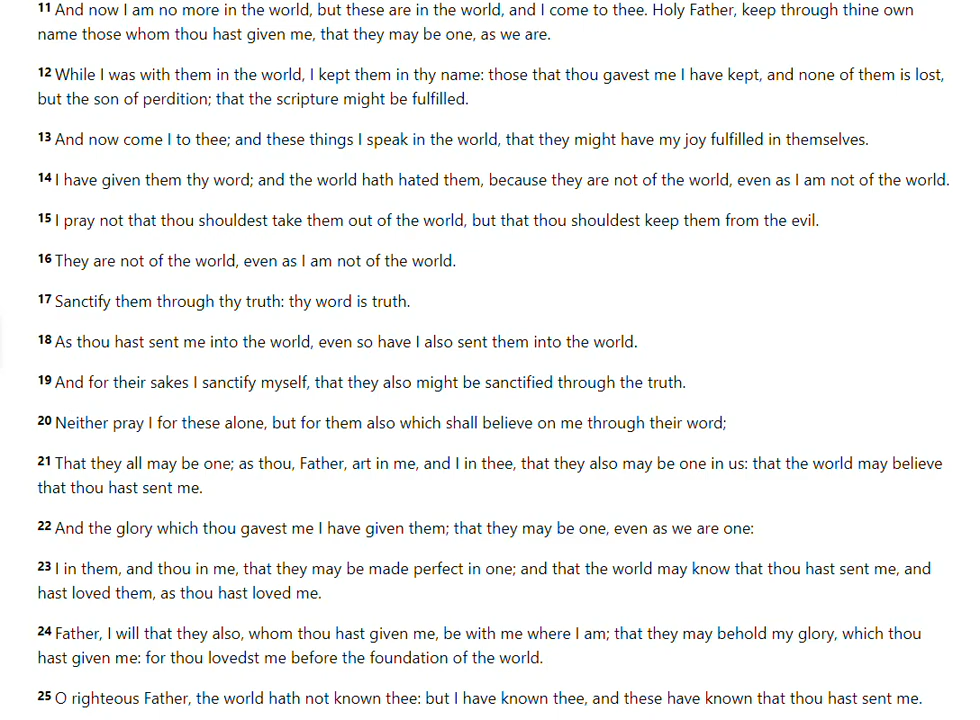 11 And now I am no more in the world, but these are in the world, and I come to thee. Holy Father, keep through thine own
name those whom thou hast given me, that they may be one, as we are.
12 While I was with them in the world, I kept them in thy name: those that thou gavest me I have kept, and none of them is lost,
but the son of perdition; that the scripture might be fulfilled.
13 And now come I to thee; and these things I speak in the world, that they might have my joy fulfilled in themselves.
14 I have given them thy word; and the world hath hated them, because they are not of the world, even as I am not of the world.
15 I pray not that thou shouldest take them out of the world, but that thou shouldest keep them from the evil.
16 They are not of the world, even as I am not of the world.
17 Sanctify them through thy truth: thy word is truth.
18 As thou hast sent me into the world, even so have I also sent them into the world.
19 And for their sakes I sanctify myself, that they also might be sanctified through the truth.
20 Neither pray I for these alone, but for them also which shall believe on me through their word;
21 That they all may be one; as thou, Father, art in me, and I in thee, that they also may be one in us: that the world may believe
that thou hast sent me.
22 And the glory which thou gavest me I have given them; that they may be one, even as we are one:
23 I in them, and thou in me, that they may be made perfect in one; and that the world may know that thou hast sent me, and
hast loved them, as thou hast loved me.
24 Father, I will that they also, whom thou hast given me, be with me where I am; that they may behold my glory, which thou
hast given me: for thou lovedst me before the foundation of the world.
25 O righteous Father, the world hath not known thee: but I have known thee, and these have known that thou hast sent me.